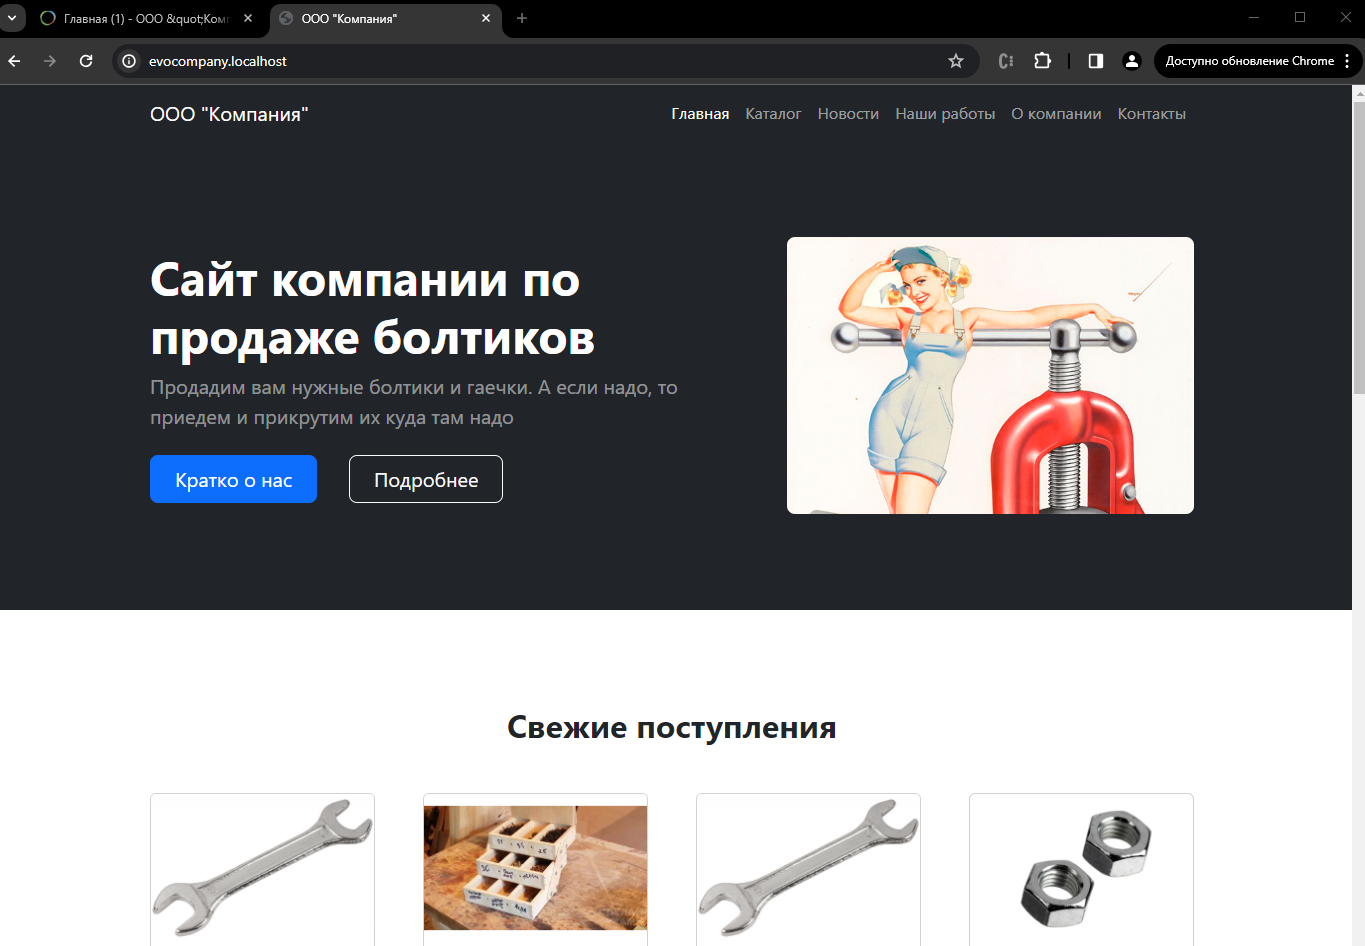 Главная (1) - ООО &quot;Комп
ООО "Компания"
evocompany.localhost
Доступно обновление Chrome
ООО "Компания"
Главная Каталог Новости Наши работы О компании Контакты
Сайт компании по
продаже болтиков
Продадим вам нужные болтики и гаечки. А если надо, то
приедем и прикрутим их куда там надо
Кратко о нас Подробнее
Свежие поступления